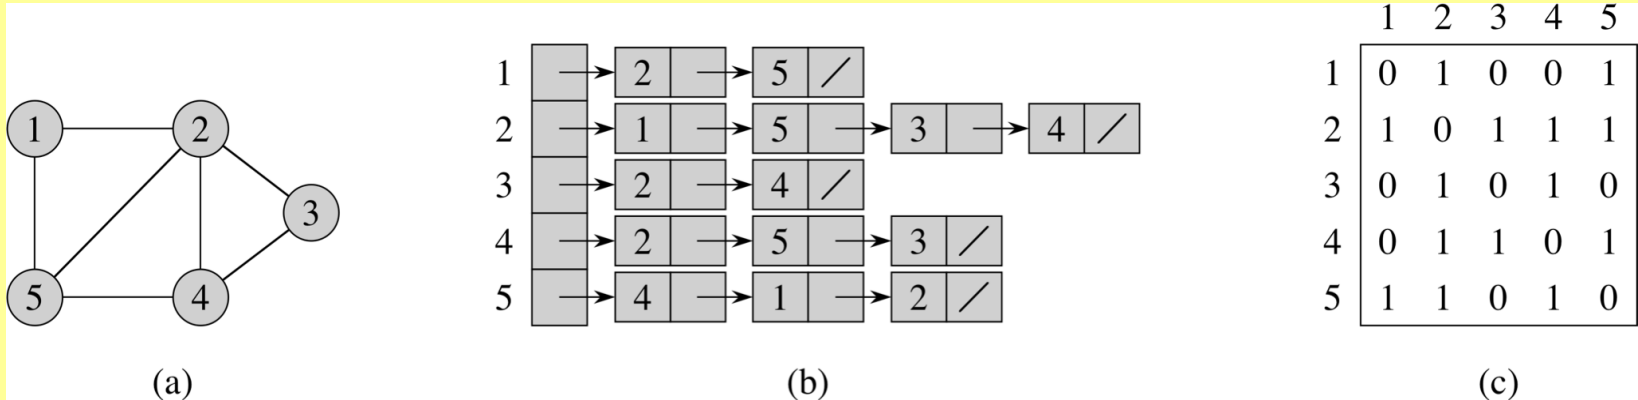 1 2 3 4 5
1 2 5 1 0 1 0 0 1
1 2 2 1 5 3 4 2 1 0 1 1 1
3 3 2 4 3 0 1 0 1 0
4 2 5 3 4 0 1 1 0 1
5 4 5 4 1 2 5 1 1 0 1 0
(a) (b) (c)